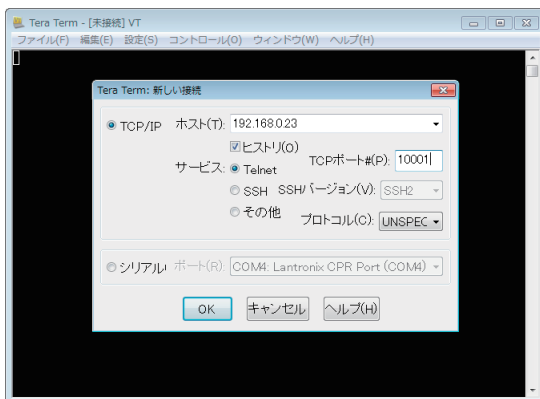 Tera Term - [未接続] VT
ファイル(F) 編集(E) 設定(S) コントロール(O) ウィンドウ(W) ヘルプ(H)
Tera Term: 新しい接続
TCP/IP ホスト(T): 192.168.0.23
ヒストリ(O)
サービス: Telnet TCPポート#(P): 10001
SSH SSHバージョン(V): SSH2
その他 プロトコル(C): UNSPEC
シリアル ポート(R): COM4: Lantronix CPR Port (COM4)
OK キャンセル ヘルプ(H)